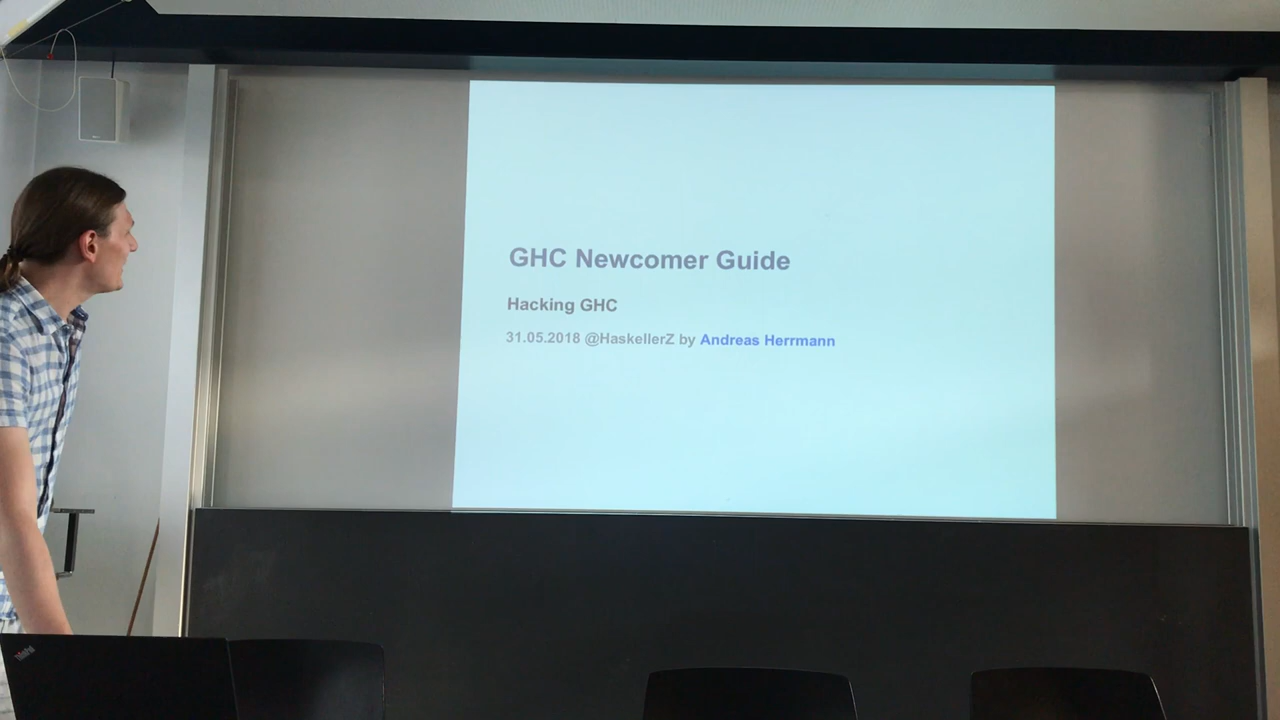 GHC Newcomer Guide
Hacking GHC
31.05.2018 @HaskellerZ by Andreas Herrmann